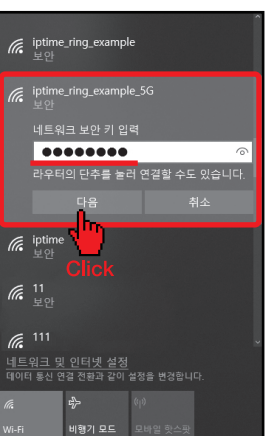 iptime_ring_example
보안
iptime_ring_example_5G
보안
네트워크 보안 키 입력
●●●●●●●●
라우터의 단추를 눌러 연결할 수도 있습니다.
다음 취소
iptime
보안
Click
11
보안
111
네트워크 및 인터넷 설정
데이터 통신 연결 전환과 같이 설정을 변경합니다.
Wi-Fi 비행기 모드 모바일 핫스팟